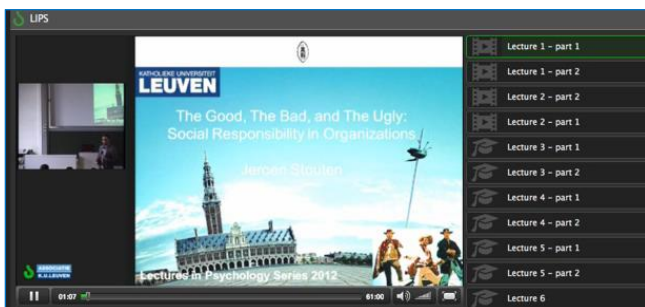 LIPS
KATHOLIEKE UNIVERSITEIT
LEUVEN
The Good, The Bad, and The Ugly:
Social Responsibility in Organizations
Jeroen Stouten
Lectures in Psychology Series 2012
ASSOCIATIE
K.U.LEUVEN
01:07
61:00
Lecture 1 - part 1
Lecture 1 - part 2
Lecture 2 - part 2
Lecture 2 - part 1
Lecture 3 - part 1
Lecture 3 - part 2
Lecture 4 - part 1
Lecture 4 - part 2
Lecture 5 - part 1
Lecture 5 - part 2
Lecture 6